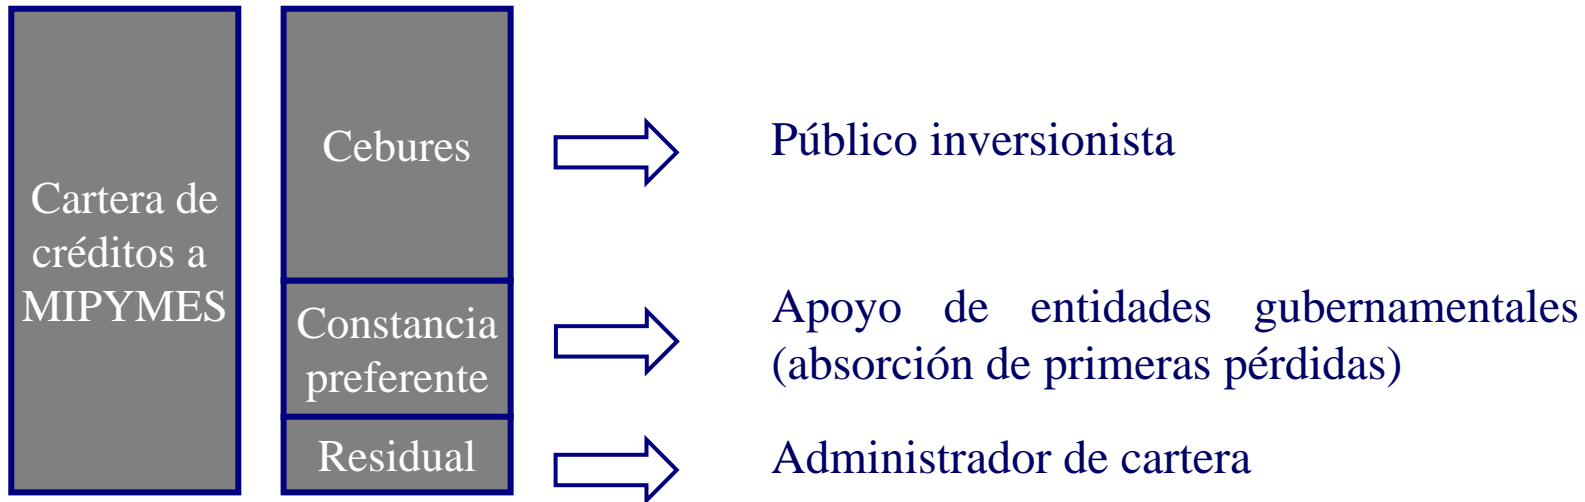 Cartera de
créditos a
MIPYMES
Cebures
Público inversionista
Constancia
preferente
Apoyo de entidades gubernamentales
(absorción de primeras pérdidas)
Residual
Administrador de cartera